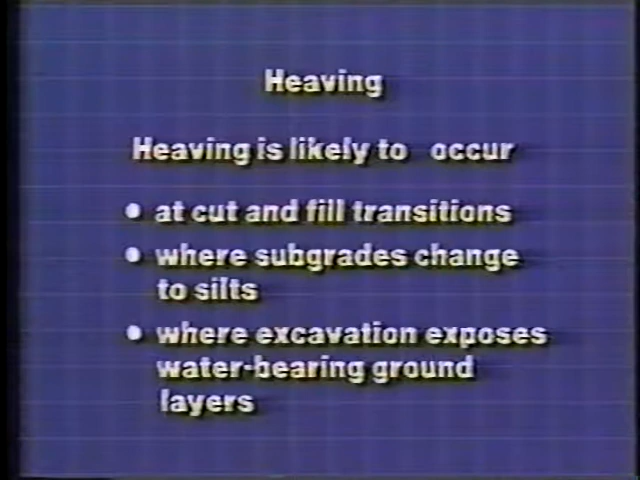 Heaving
Heaving is likely to occur
• at cut and fill transitions
• where subgrades change
to silts
• where excavation exposes
water-bearing ground
layers